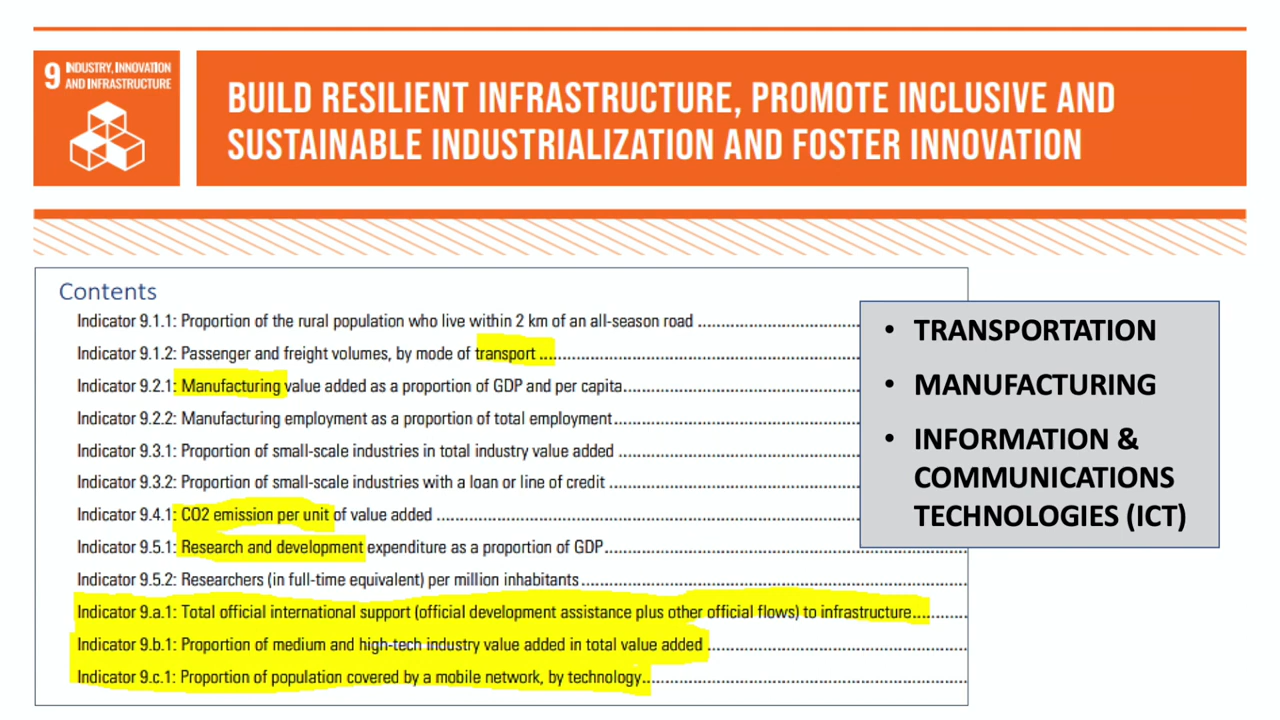 9 INDUSTRY, INNOVATION
AND INFRASTRUCTURE
BUILD RESILIENT INFRASTRUCTURE, PROMOTE INCLUSIVE AND
SUSTAINABLE INDUSTRIALIZATION AND FOSTER INNOVATION
Contents
Indicator 9.1.1: Proportion of the rural population who live within 2 km of an all-season road
Indicator 9.1.2: Passenger and freight volumes, by mode of transport
Indicator 9.2.1: Manufacturing value added as a proportion of GDP and per capita
Indicator 9.2.2: Manufacturing employment as a proportion of total employment
Indicator 9.3.1: Proportion of small-scale industries in total industry value added
Indicator 9.3.2: Proportion of small-scale industries with a loan or line of credit
Indicator 9.4.1: CO2 emission per unit of value added
Indicator 9.5.1: Research and development expenditure as a proportion of GDP
Indicator 9.5.2: Researchers (in full-time equivalent) per million inhabitants
Indicator 9.a.1: Total official international support (official development assistance plus other official flows) to infrastructure
Indicator 9.b.1: Proportion of medium and high-tech industry value added in total value added
Indicator 9.c.1: Proportion of population covered by a mobile network, by technology
• TRANSPORTATION
• MANUFACTURING
• INFORMATION &
COMMUNICATIONS
TECHNOLOGIES (ICT)